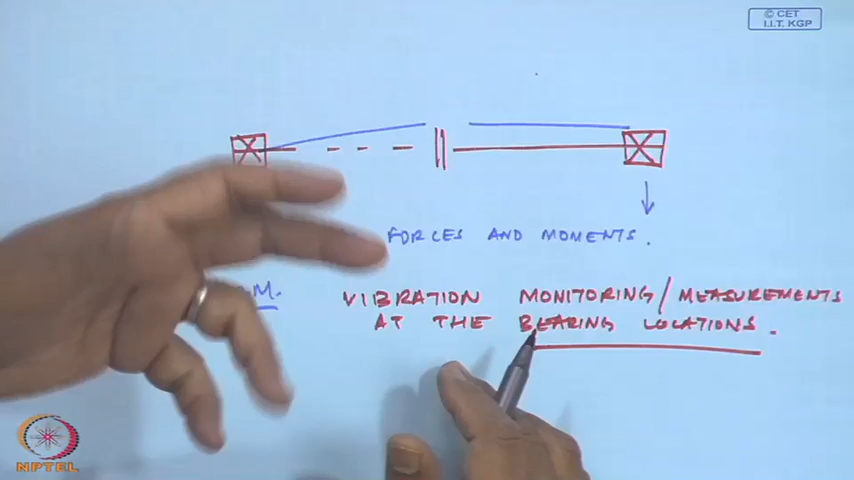 © CET
I.I.T. KGP
FORCES AND MOMENTS.
M.
VIBRATION MONITORING/MEASUREMENTS
AT THE BEARING LOCATIONS.
NPTEL